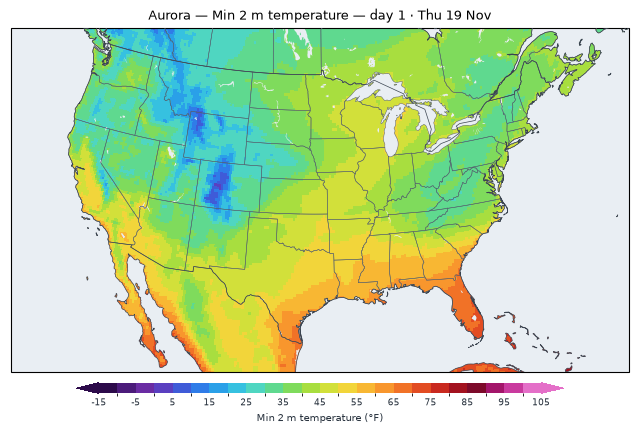 Aurora — Min 2 m temperature — day 1 · Thu 19 Nov
-15 -5 5 15 25 35 45 55 65 75 85 95 105
Min 2 m temperature (°F)